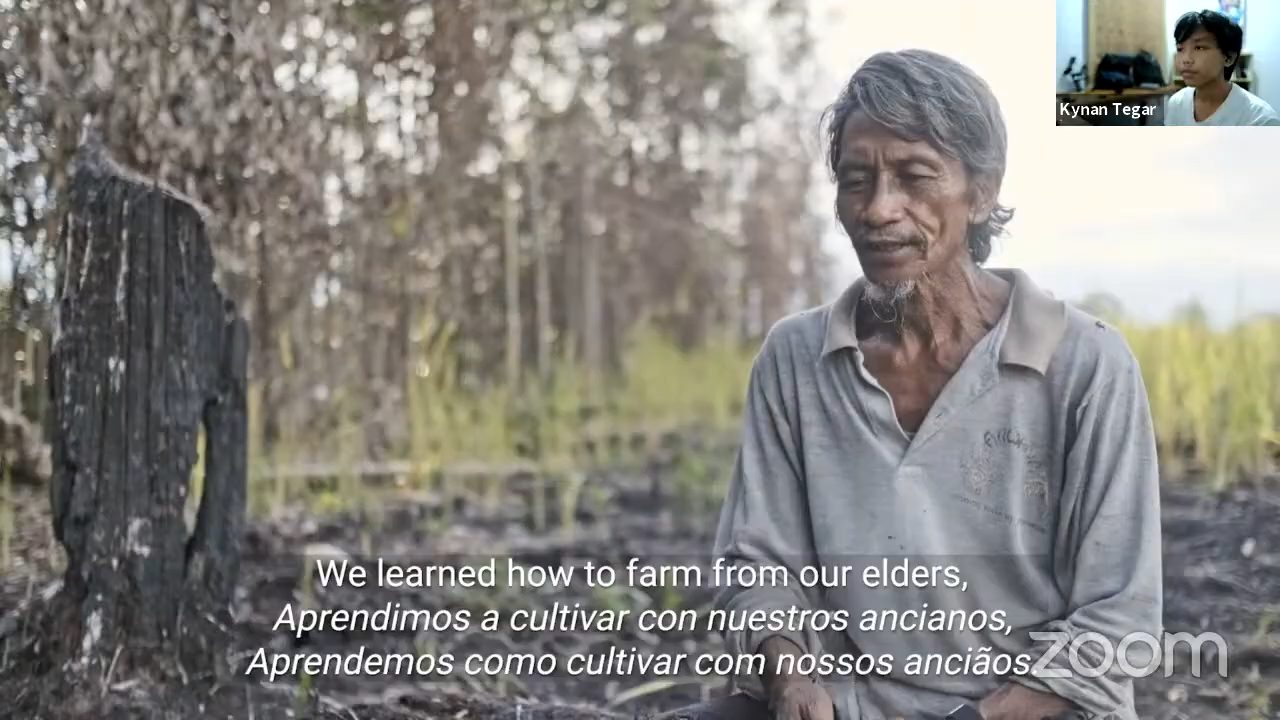 Kynan Tegar
We learned how to farm from our elders,
Aprendimos a cultivar con nuestros ancianos,
Aprendemos como cultivar com nossos anciãos.
zoom